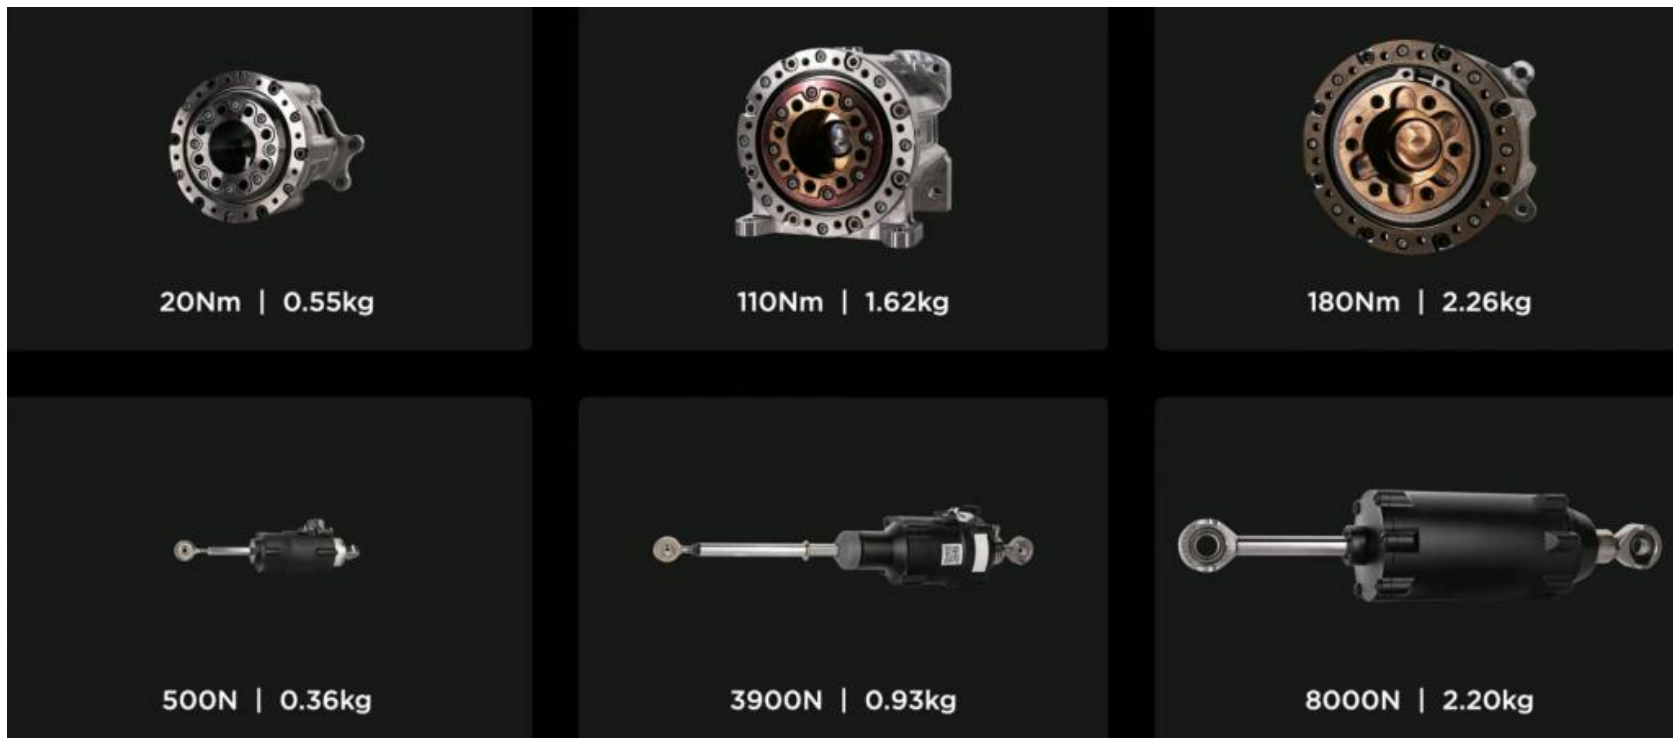 20Nm | 0.55kg
110Nm | 1.62kg
180Nm | 2.26kg
500N | 0.36kg
3900N | 0.93kg
8000N | 2.20kg